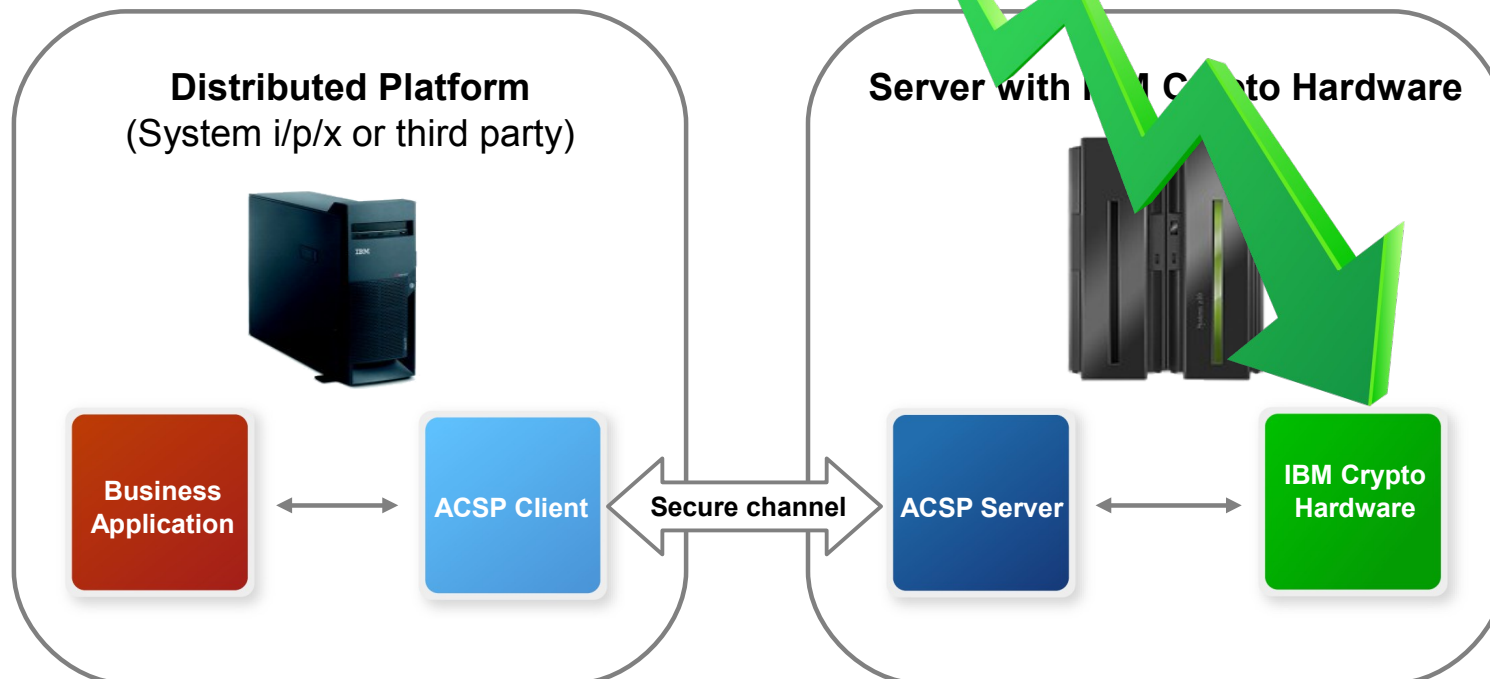 Distributed Platform
(System i/p/x or third party)
Server with Hardware
IBM
Business
Application
ACSP Client
Secure channel
ACSP Server
IBM Crypto
Hardware